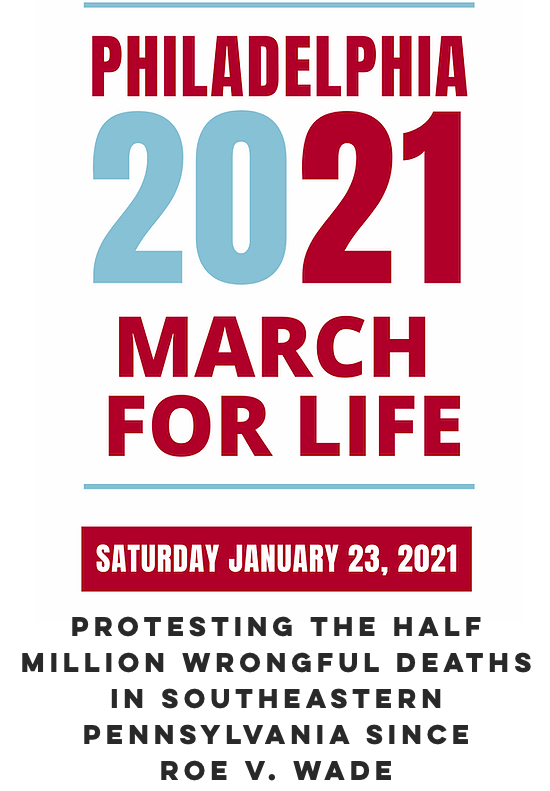 PHILADELPHIA
2021
MARCH
FOR LIFE
SATURDAY JANUARY 23, 2021
PROTESTING THE HALF
MILLION WRONGFUL DEATHS
IN SOUTHEASTERN
PENNSYLVANIA SINCE
ROE V. WADE